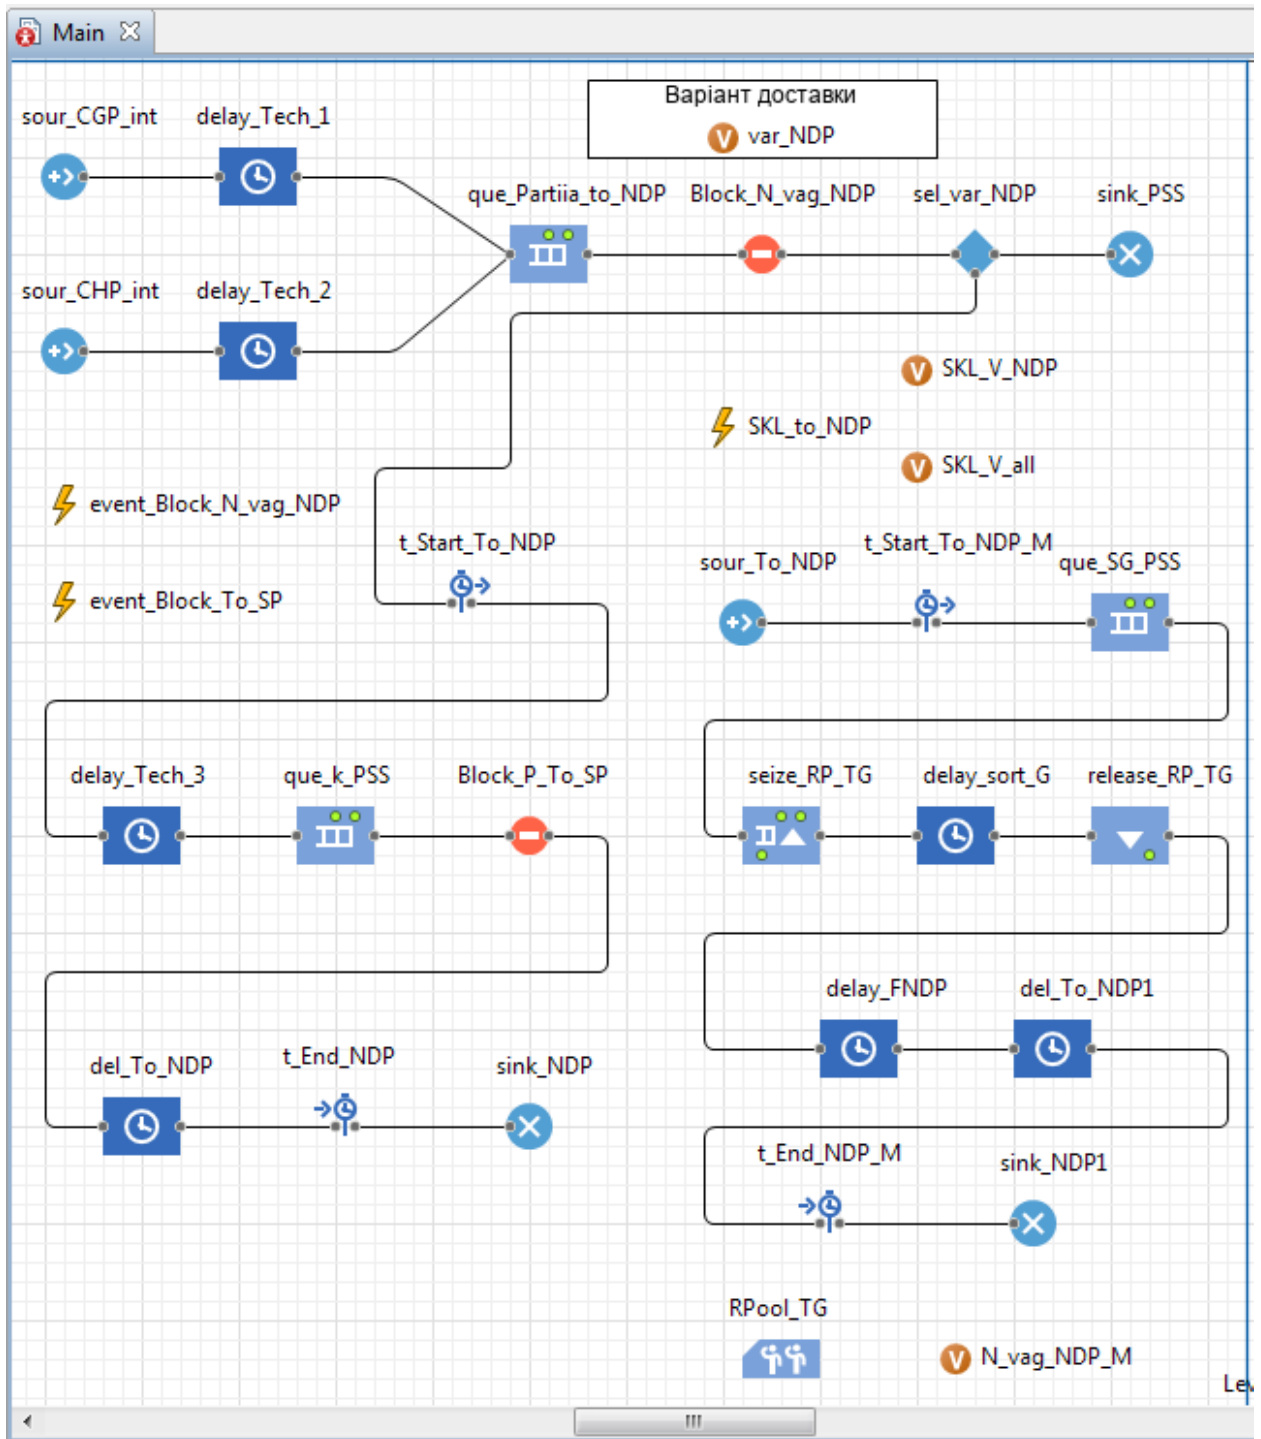 Main
Варіант доставки
var_NDP
sour_CGP_int
delay_Tech_1
que_Partiia_to_NDP
Block_N_vag_NDP
sel_var_NDP
sink_PSS
sour_CHP_int
delay_Tech_2
SKL_V_NDP
SKL_to_NDP
SKL_V_all
event_Block_N_vag_NDP
t_Start_To_NDP
t_Start_To_NDP_M
sour_To_NDP
que_SG_PSS
event_Block_To_SP
delay_Tech_3
que_k_PSS
Block_P_To_SP
seize_RP_TG
delay_sort_G
release_RP_TG
delay_FNDP
del_To_NDP1
del_To_NDP
t_End_NDP
sink_NDP
t_End_NDP_M
sink_NDP1
RPool_TG
N_vag_NDP_M